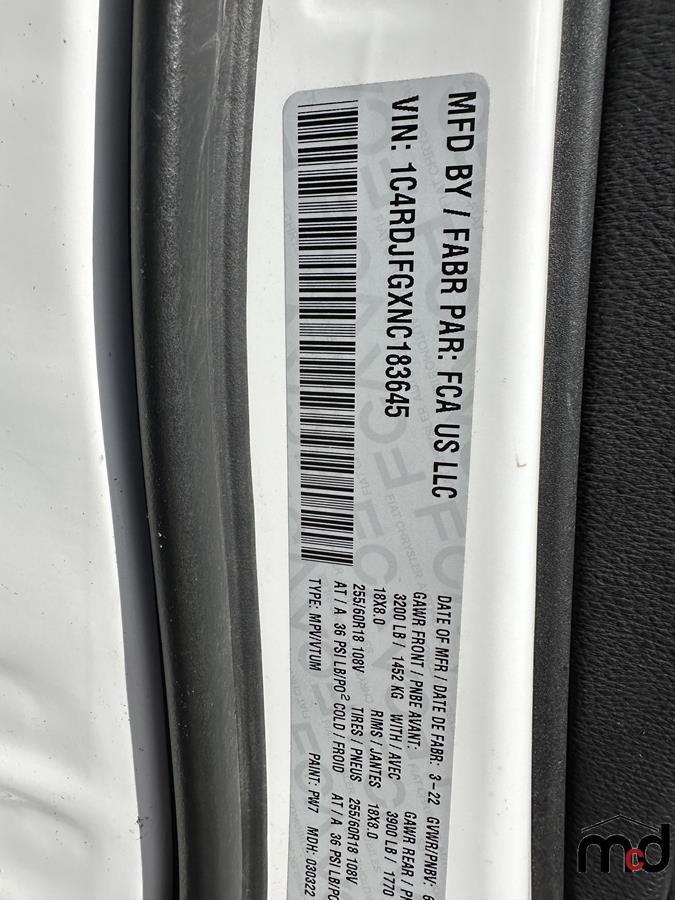 MFD BY / FABR PAR: FCA US LLC
VIN: 1C4RDJFGXNC183645
DATE OF MFR / DATE DE FABR: 3-22 GVWR/PNBV:
GAWR FRONT / PNBE AVANT: GAWR REAR /
3200 LB / 1452 KG WITH / AVEC 3900 LB / 1770
18X8.0 RIMS / JANTES 18X8.0
255/60R18 108V TIRES / PNEUS 255/60R18 108V
AT / A 36 PSI LB/PO² COLD / FROID AT / A 36 PSI LB/PO
TYPE: MPV/VTUM PAINT: PW7 MDH: 030322
mcd